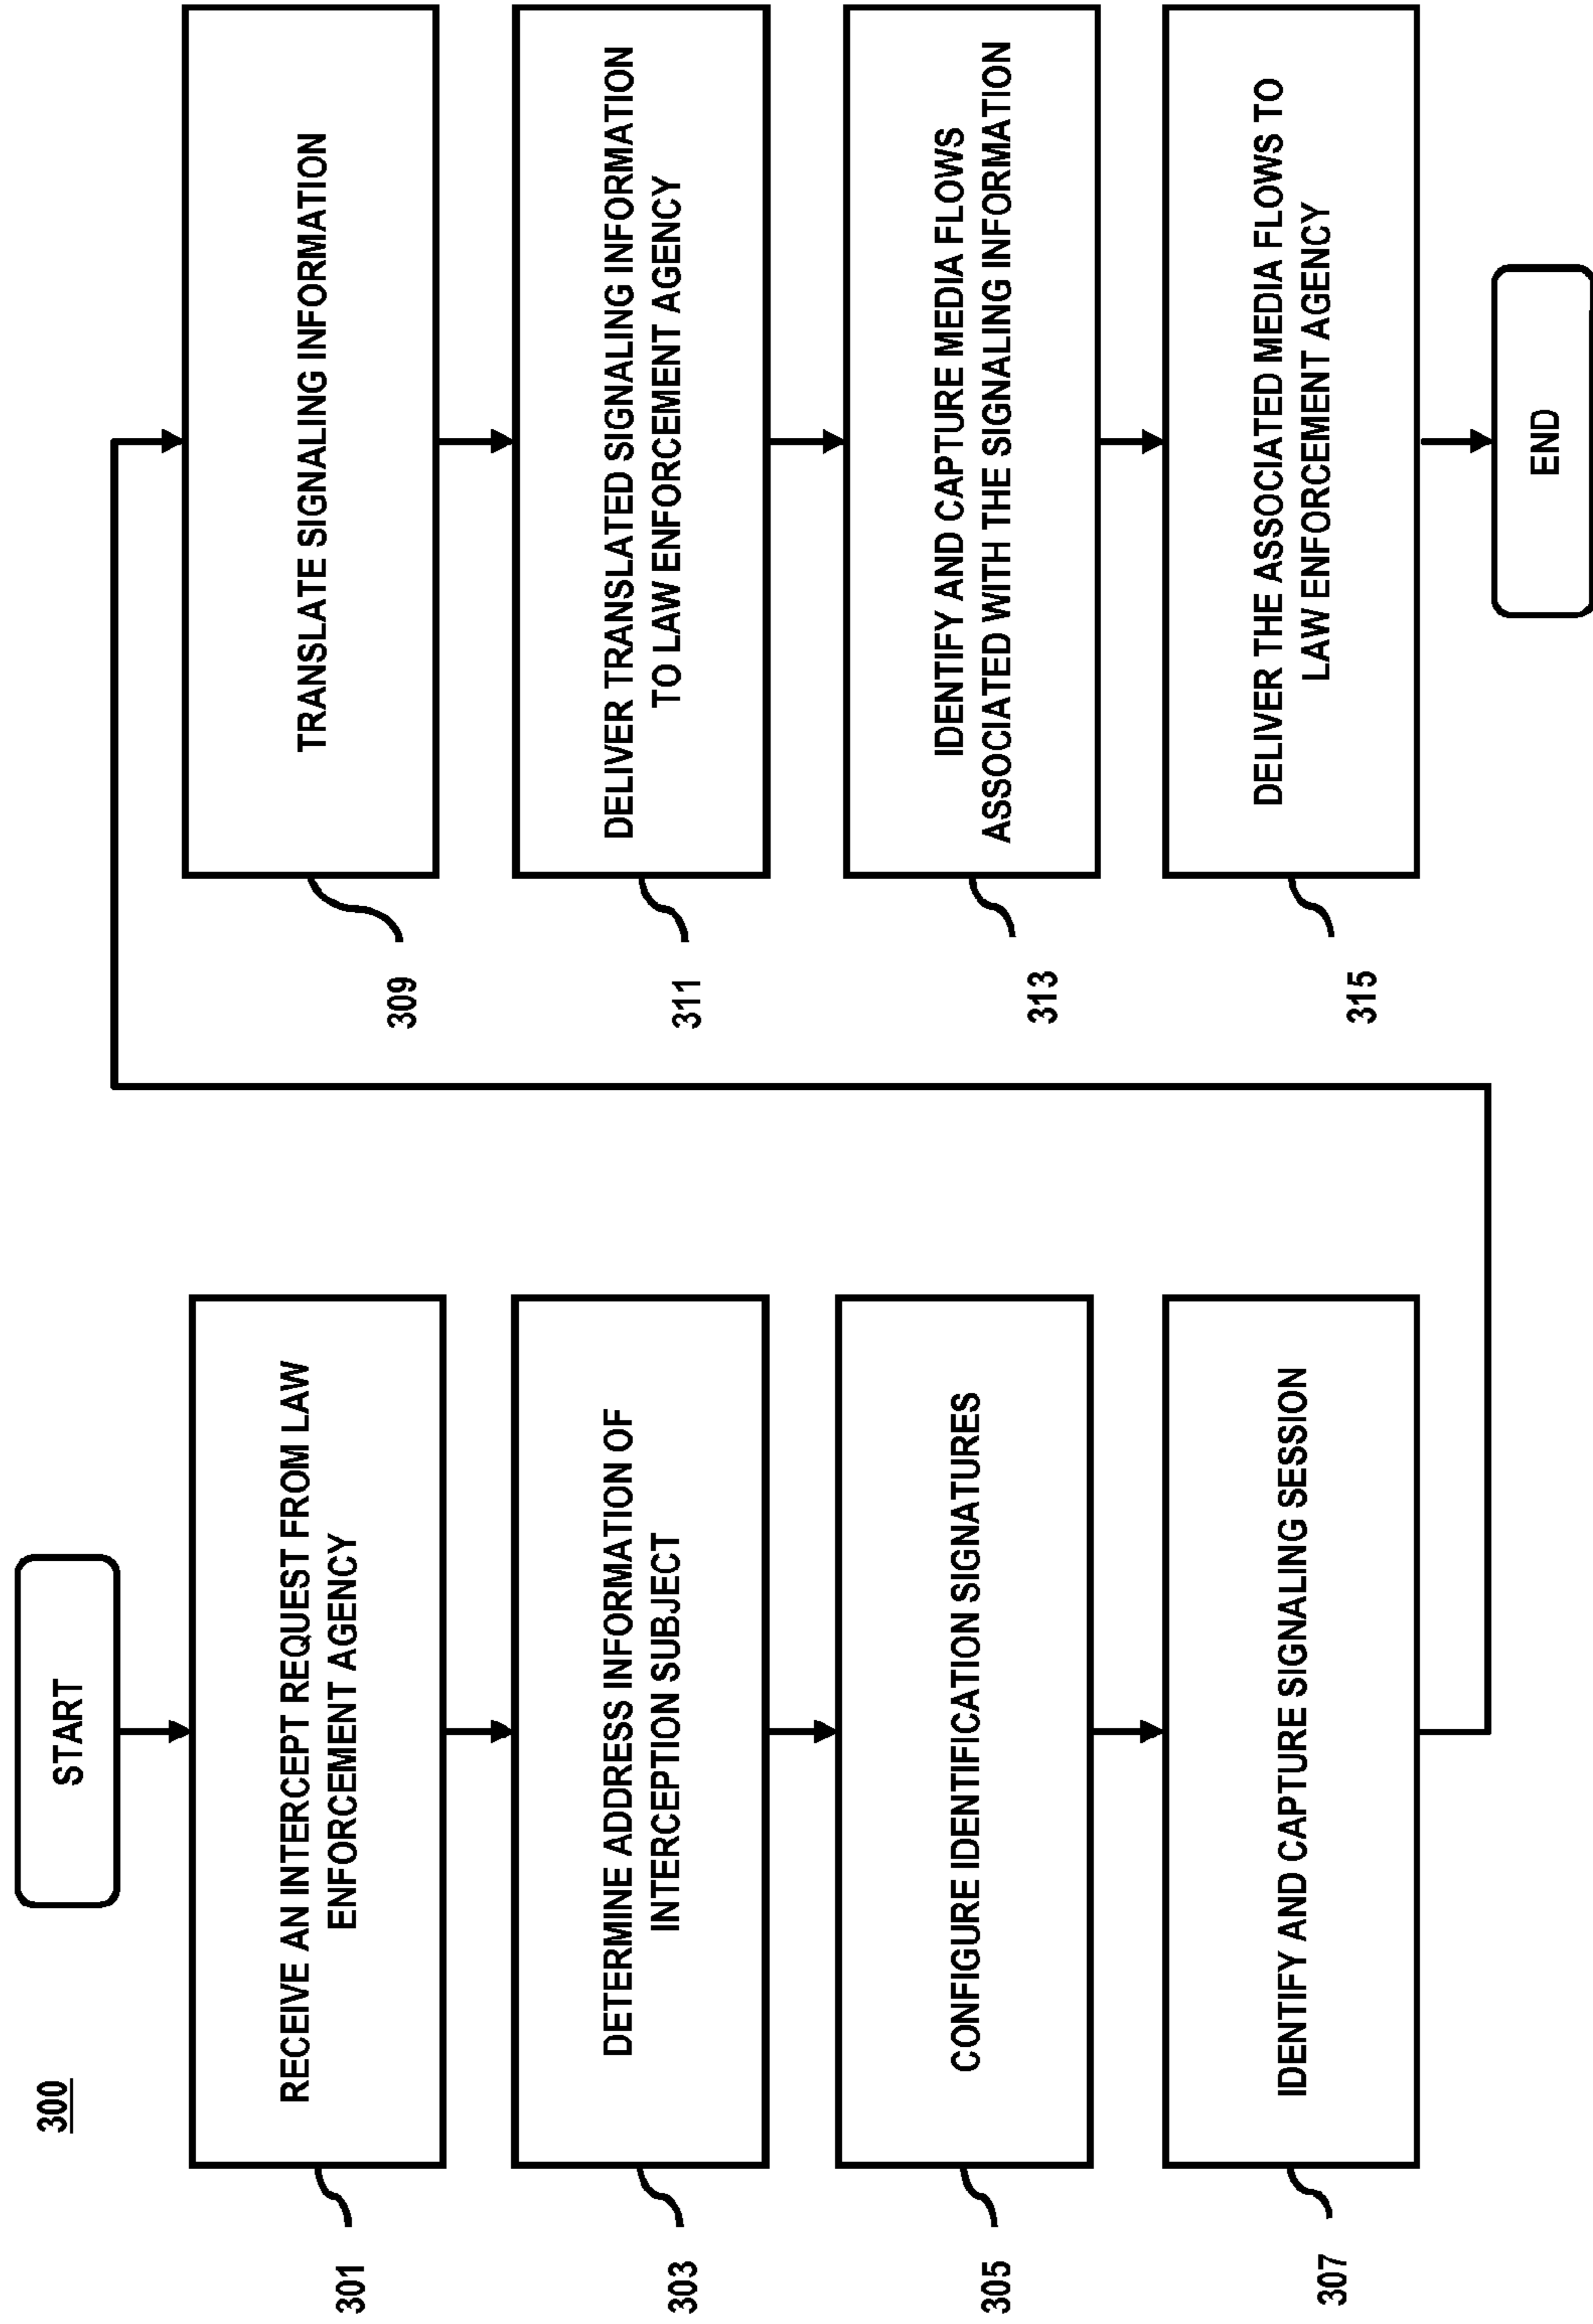 300
START
301
RECEIVE AN INTERCEPT REQUEST FROM LAW
ENFORCEMENT AGENCY
303
DETERMINE ADDRESS INFORMATION OF
INTERCEPTION SUBJECT
305
CONFIGURE IDENTIFICATION SIGNATURES
307
IDENTIFY AND CAPTURE SIGNALING SESSION
309
TRANSLATE SIGNALING INFORMATION
311
DELIVER TRANSLATED SIGNALING INFORMATION
TO LAW ENFORCEMENT AGENCY
313
IDENTIFY AND CAPTURE MEDIA FLOWS
ASSOCIATED WITH THE SIGNALING INFORMATION
315
DELIVER THE ASSOCIATED MEDIA FLOWS TO
LAW ENFORCEMENT AGENCY
END